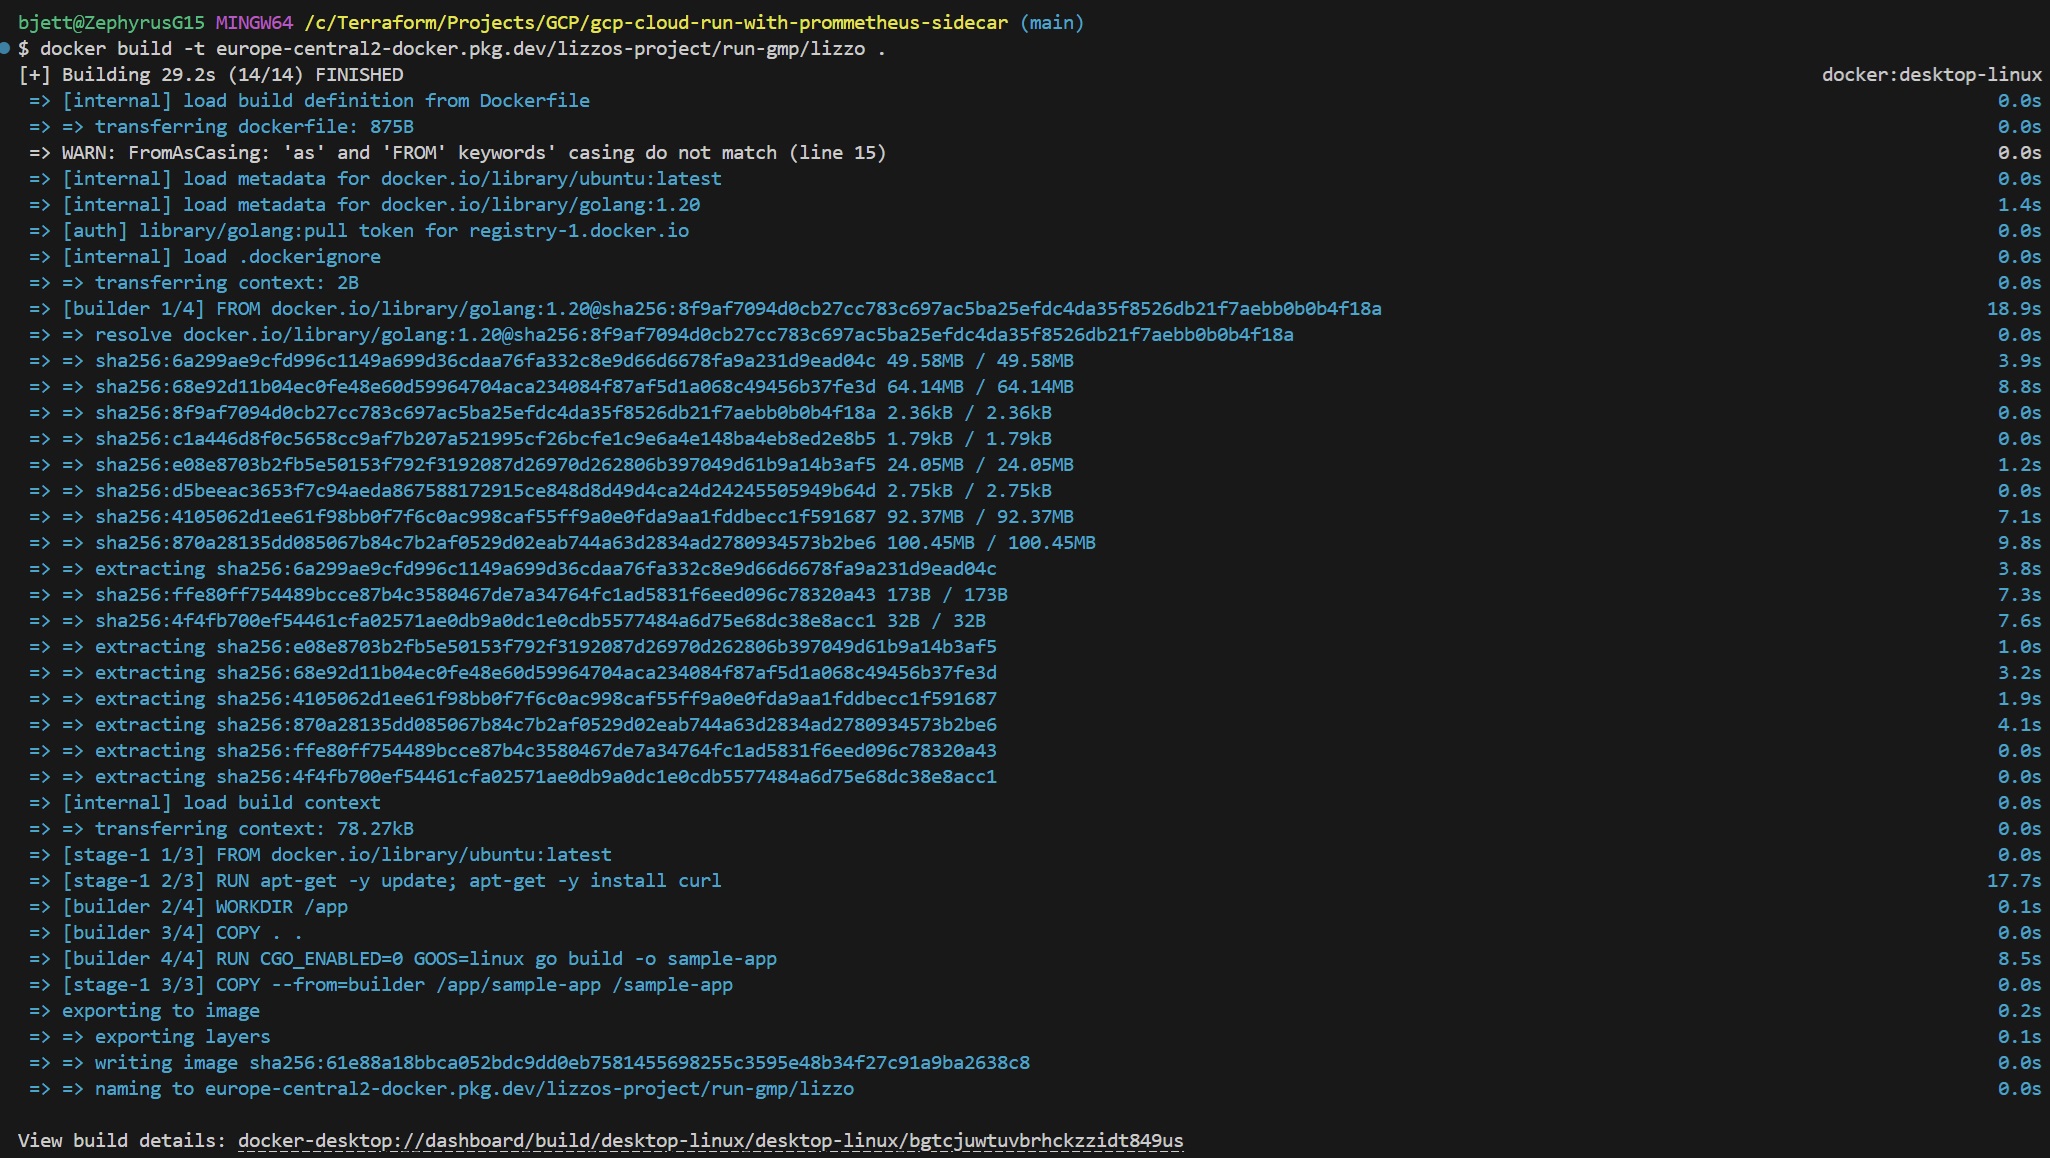 bjett@ZephyrusG15 MINGW64 /c/Terraform/Projects/GCP/gcp-cloud-run-with-prommetheus-sidecar (main)
$ docker build -t europe-central2-docker.pkg.dev/lizzos-project/run-gmp/lizzo .
[+] Building 29.2s (14/14) FINISHED docker:desktop-linux
=> [internal] load build definition from Dockerfile 0.0s
=> => transferring dockerfile: 875B 0.0s
=> WARN: FromAsCasing: 'as' and 'FROM' keywords' casing do not match (line 15) 0.0s
=> [internal] load metadata for docker.io/library/ubuntu:latest 0.0s
=> [internal] load metadata for docker.io/library/golang:1.20 1.4s
=> [auth] library/golang:pull token for registry-1.docker.io 0.0s
=> [internal] load .dockerignore 0.0s
=> => transferring context: 2B 0.0s
=> [builder 1/4] FROM docker.io/library/golang:1.20@sha256:8f9af7094d0cb27cc783c697ac5ba25efdc4da35f8526db21f7aebb0b0b4f18a 18.9s
=> => resolve docker.io/library/golang:1.20@sha256:8f9af7094d0cb27cc783c697ac5ba25efdc4da35f8526db21f7aebb0b0b4f18a 0.0s
=> => sha256:6a299ae9cfd996c1149a699d36cdaa76fa332c8e9d66d6678fa9a231d9ead04c 49.58MB / 49.58MB 3.9s
=> => sha256:68e92d11b04ec0fe48e60d59964704aca234084f87af5d1a068c49456b37fe3d 64.14MB / 64.14MB 8.8s
=> => sha256:8f9af7094d0cb27cc783c697ac5ba25efdc4da35f8526db21f7aebb0b0b4f18a 2.36kB / 2.36kB 0.0s
=> => sha256:c1a446d8f0c5658cc9af7b207a521995cf26bcfe1c9e6a4e148ba4eb8ed2e8b5 1.79kB / 1.79kB 0.0s
=> => sha256:e08e8703b2fb5e50153f792f3192087d26970d262806b397049d61b9a14b3af5 24.05MB / 24.05MB 1.2s
=> => sha256:d5beeac3653f7c94aeda867588172915ce848d8d49d4ca24d24245505949b64d 2.75kB / 2.75kB 0.0s
=> => sha256:4105062d1ee61f98bb0f7f6c0ac998caf55ff9a0e0fda9aa1fddbecc1f591687 92.37MB / 92.37MB 7.1s
=> => sha256:870a28135dd085067b84c7b2af0529d02eab744a63d2834ad2780934573b2be6 100.45MB / 100.45MB 9.8s
=> => extracting sha256:6a299ae9cfd996c1149a699d36cdaa76fa332c8e9d66d6678fa9a231d9ead04c 3.8s
=> => sha256:ffe80ff754489bcce87b4c3580467de7a34764fc1ad5831f6eed096c78320a43 173B / 173B 7.3s
=> => sha256:4f4fb700ef54461cfa02571ae0db9a0dc1e0cdb5577484a6d75e68dc38e8acc1 32B / 32B 7.6s
=> => extracting sha256:e08e8703b2fb5e50153f792f3192087d26970d262806b397049d61b9a14b3af5 1.0s
=> => extracting sha256:68e92d11b04ec0fe48e60d59964704aca234084f87af5d1a068c49456b37fe3d 3.2s
=> => extracting sha256:4105062d1ee61f98bb0f7f6c0ac998caf55ff9a0e0fda9aa1fddbecc1f591687 1.9s
=> => extracting sha256:870a28135dd085067b84c7b2af0529d02eab744a63d2834ad2780934573b2be6 4.1s
=> => extracting sha256:ffe80ff754489bcce87b4c3580467de7a34764fc1ad5831f6eed096c78320a43 0.0s
=> => extracting sha256:4f4fb700ef54461cfa02571ae0db9a0dc1e0cdb5577484a6d75e68dc38e8acc1 0.0s
=> [internal] load build context 0.0s
=> => transferring context: 78.27kB 0.0s
=> [stage-1 1/3] FROM docker.io/library/ubuntu:latest 0.0s
=> [stage-1 2/3] RUN apt-get -y update; apt-get -y install curl 17.7s
=> [builder 2/4] WORKDIR /app 0.1s
=> [builder 3/4] COPY . . 0.0s
=> [builder 4/4] RUN CGO_ENABLED=0 GOOS=linux go build -o sample-app 8.5s
=> [stage-1 3/3] COPY --from=builder /app/sample-app /sample-app 0.0s
=> exporting to image 0.2s
=> => exporting layers 0.1s
=> => writing image sha256:61e88a18bbca052bdc9dd0eb7581455698255c3595e48b34f27c91a9ba2638c8 0.0s
=> => naming to europe-central2-docker.pkg.dev/lizzos-project/run-gmp/lizzo 0.0s
View build details: docker-desktop://dashboard/build/desktop-linux/desktop-linux/bgtcjuwtuvbrhckzzidt849us